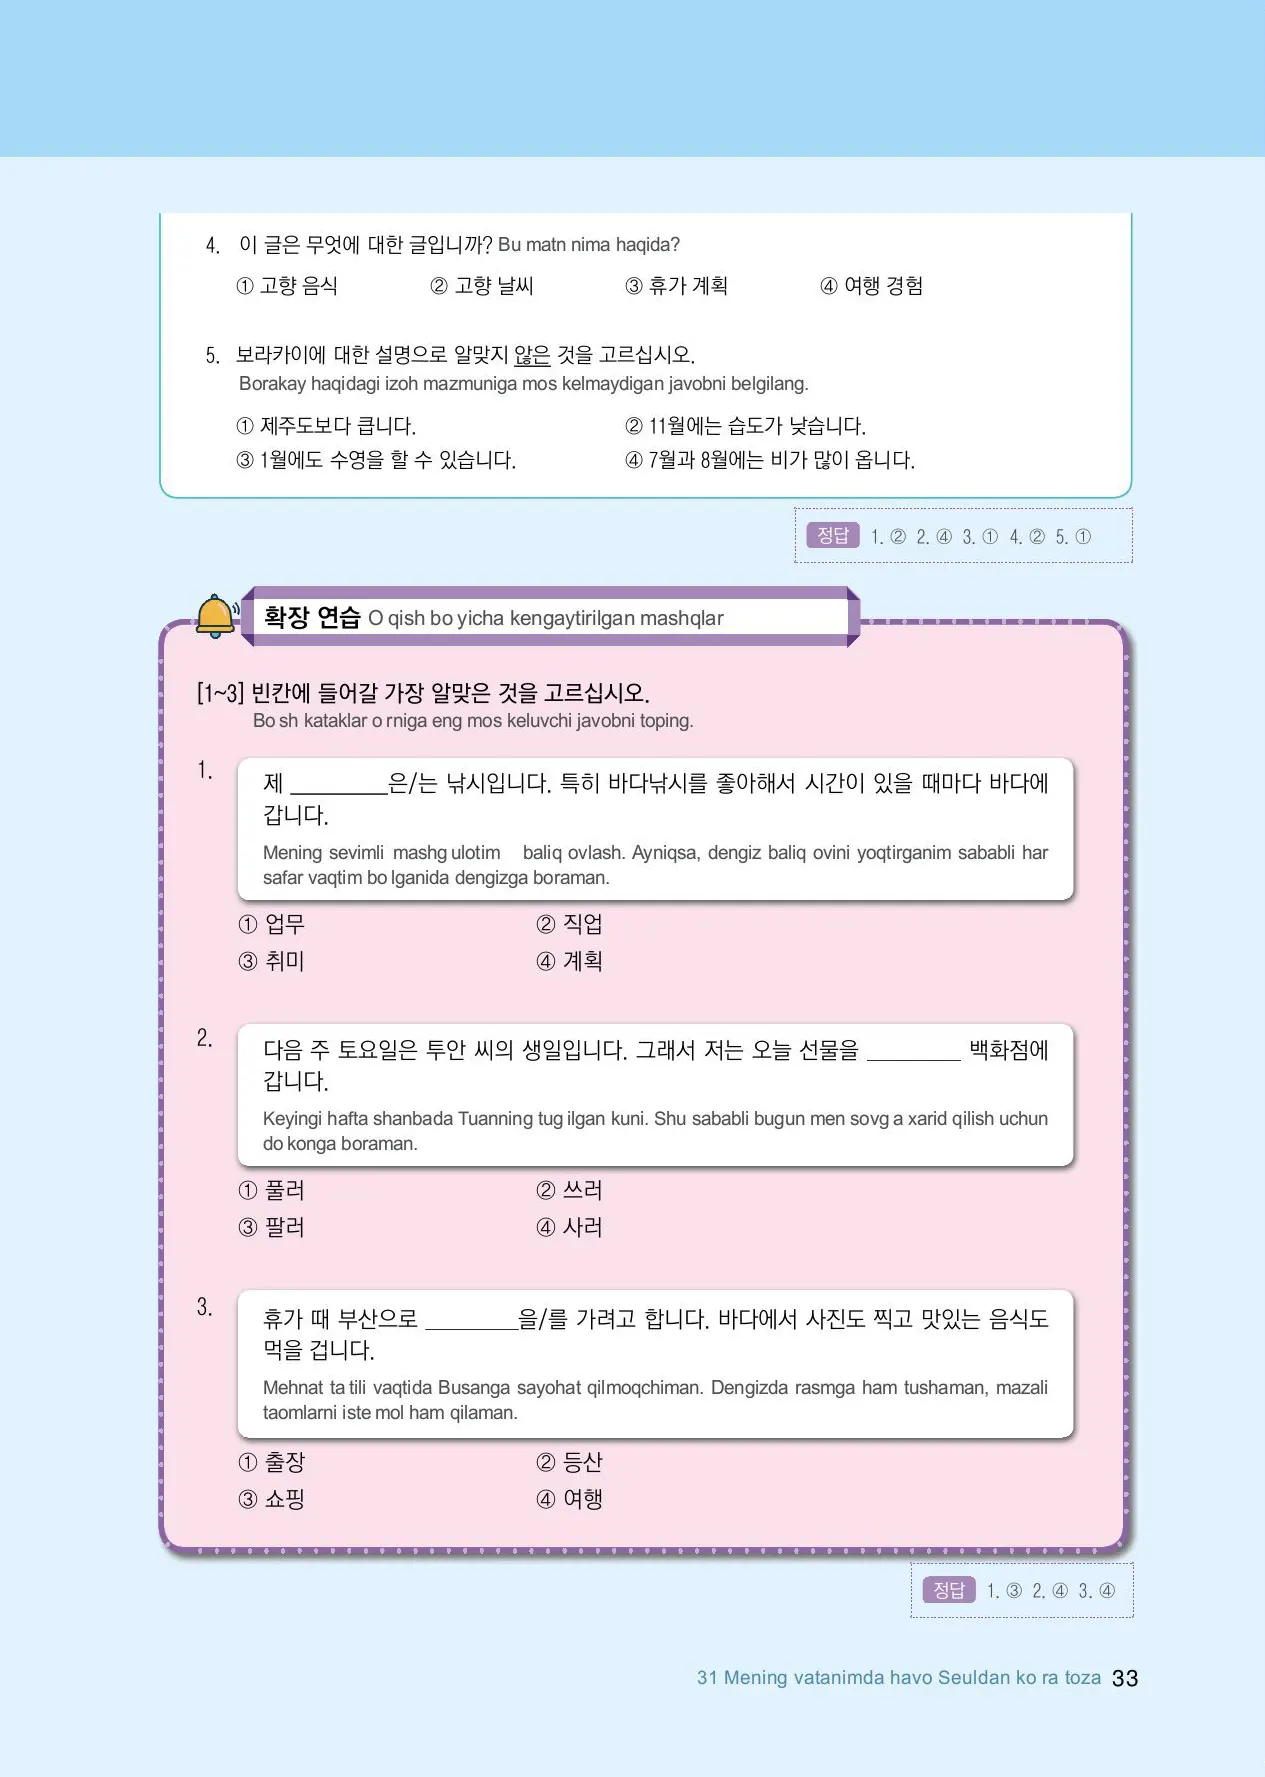 4. 이 글은 무엇에 대한 글입니까? Bu matn nima haqida?
① 고향 음식 ② 고향 날씨 ③ 휴가 계획 ④ 여행 경험
5. 보라카이에 대한 설명으로 알맞지 않은 것을 고르십시오.
Borakay haqidagi izoh mazmuniga mos kelmaydigan javobni belgilang.
① 제주도보다 큽니다. ② 11월에는 습도가 낮습니다.
③ 1월에도 수영을 할 수 있습니다. ④ 7월과 8월에는 비가 많이 옵니다.
정답 1. ② 2. ④ 3. ① 4. ② 5. ①
확장 연습 O qish bo yicha kengaytirilgan mashqlar
[1~3] 빈칸에 들어갈 가장 알맞은 것을 고르십시오.
Bo sh kataklar o rniga eng mos keluvchi javobni toping.
1.
제 ________은/는 낚시입니다. 특히 바다낚시를 좋아해서 시간이 있을 때마다 바다에
갑니다.
Mening sevimli mashg ulotim baliq ovlash. Ayniqsa, dengiz baliq ovini yoqtirganim sababli har
safar vaqtim bo lganida dengizga boraman.
① 업무 ② 직업
③ 취미 ④ 계획
2.
다음 주 토요일은 투안 씨의 생일입니다. 그래서 저는 오늘 선물을 ________ 백화점에
갑니다.
Keyingi hafta shanbada Tuanning tug ilgan kuni. Shu sababli bugun men sovg a xarid qilish uchun
do konga boraman.
① 풀러 ② 쓰러
③ 팔러 ④ 사러
3.
휴가 때 부산으로 ________을/를 가려고 합니다. 바다에서 사진도 찍고 맛있는 음식도
먹을 겁니다.
Mehnat ta tili vaqtida Busanga sayohat qilmoqchiman. Dengizda rasmga ham tushaman, mazali
taomlarni iste mol ham qilaman.
① 출장 ② 등산
③ 쇼핑 ④ 여행
정답 1. ③ 2. ④ 3. ④
31 Mening vatanimda havo Seuldan ko ra toza 33